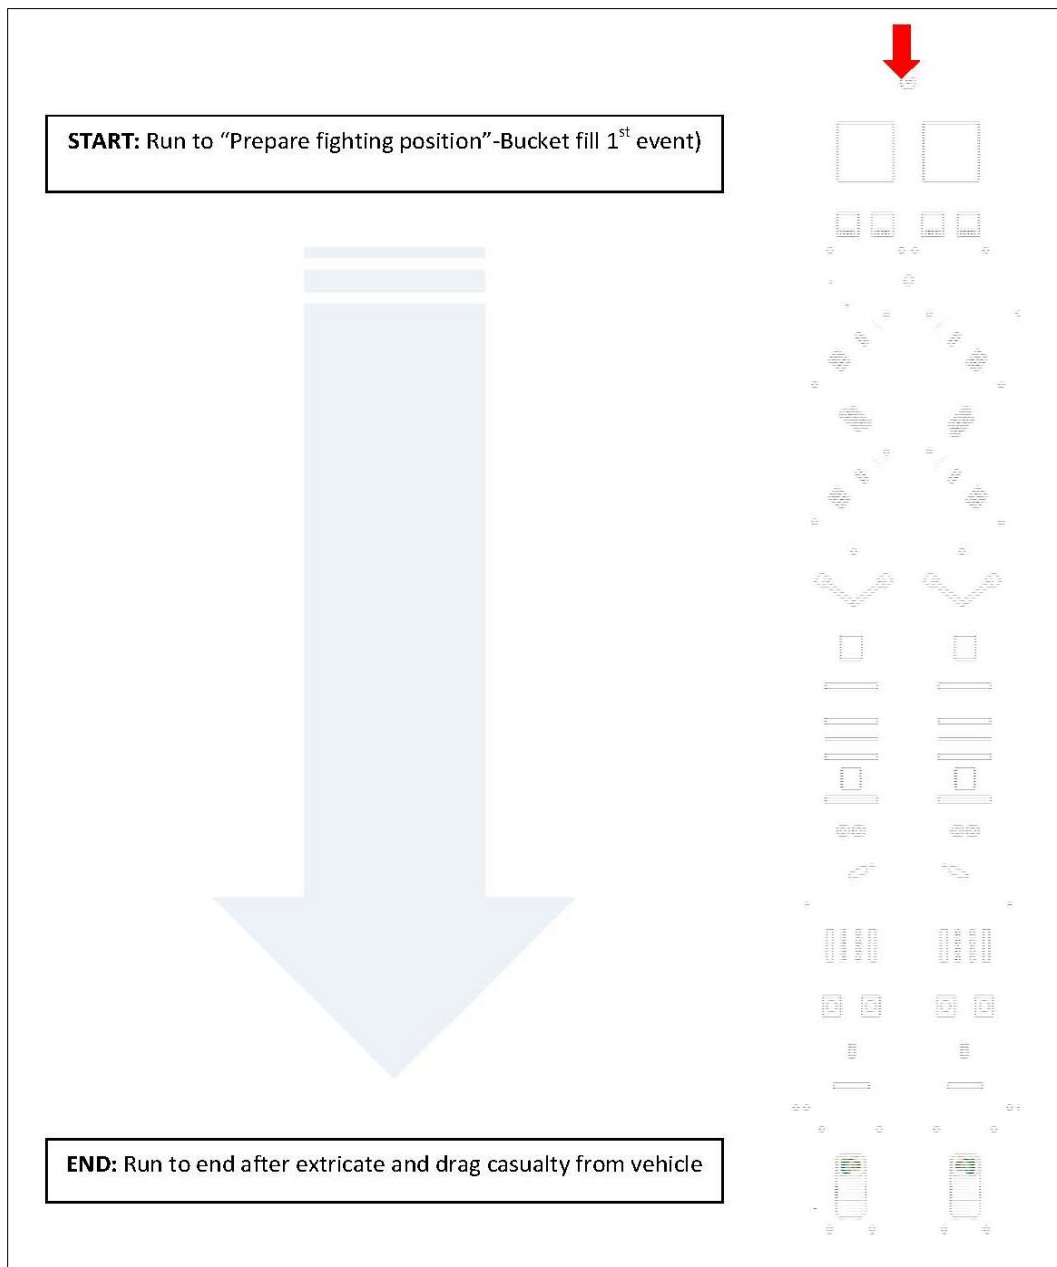 START: Run to “Prepare fighting position”-Bucket fill 1st event)
END: Run to end after extricate and drag casualty from vehicle